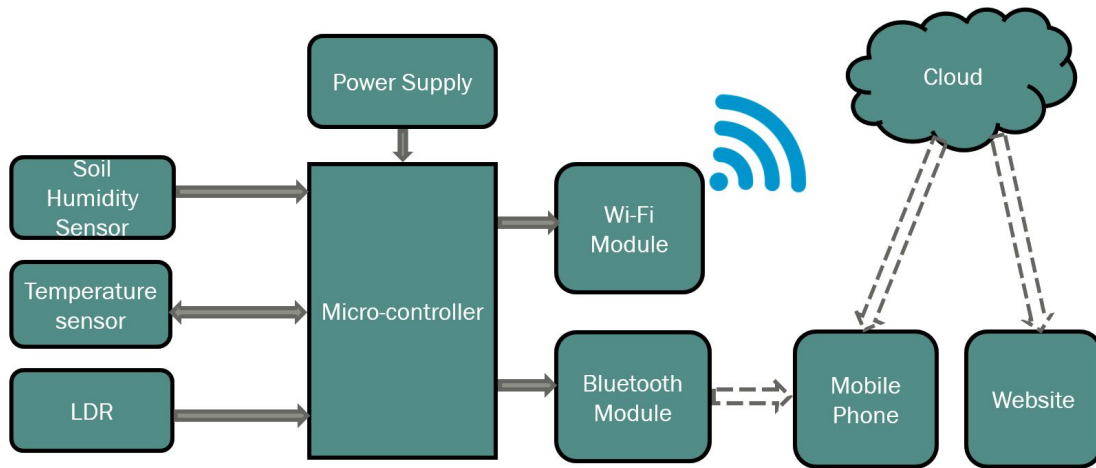 Power Supply
Cloud
Soil
Humidity
Sensor
Wi-Fi
Module
Temperature
sensor
Micro-controller
LDR
Bluetooth
Module
Mobile
Phone
Website